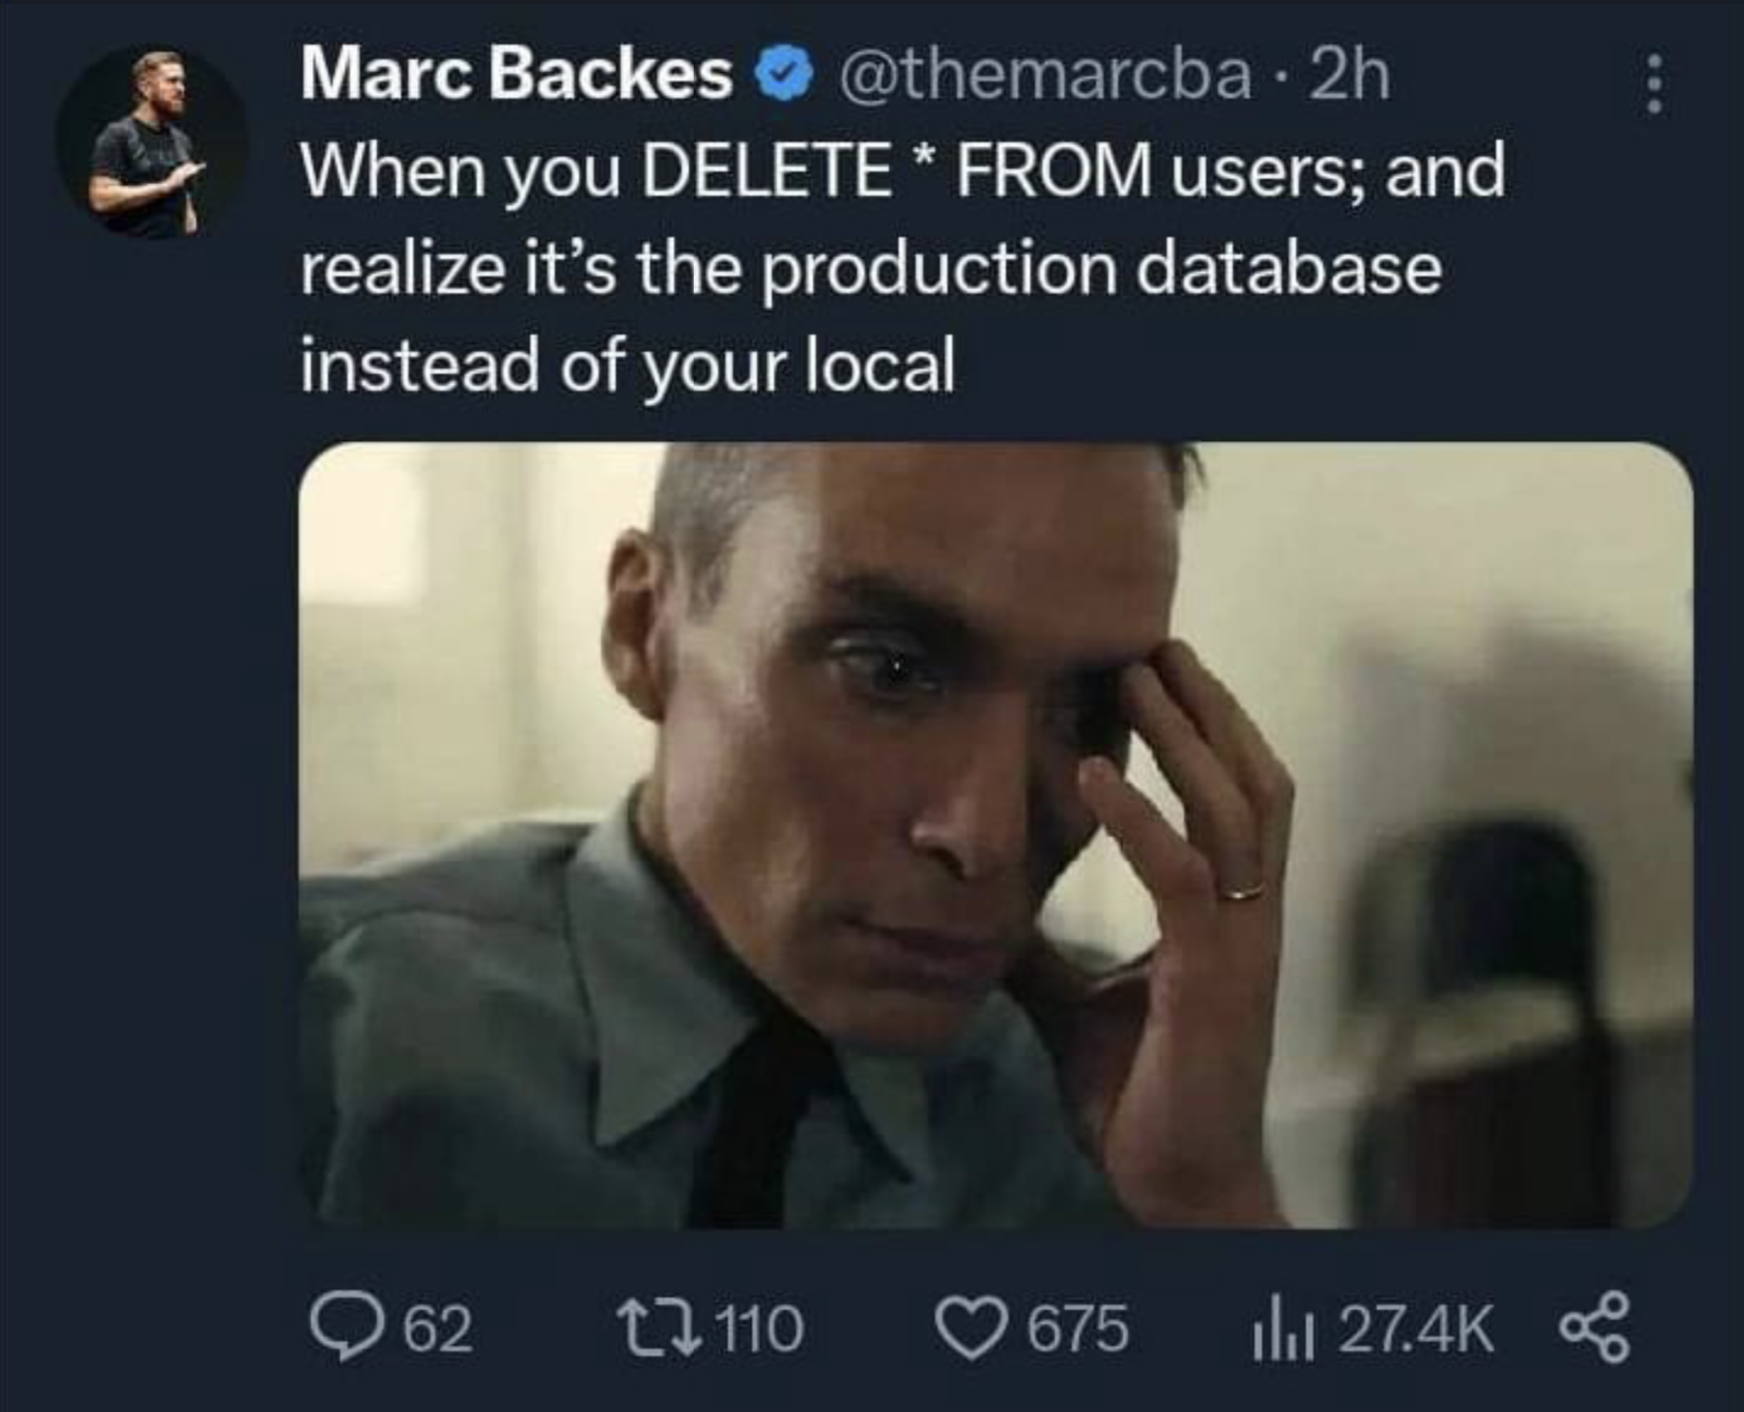 Marc Backes @themarcba · 2h
When you DELETE * FROM users; and
realize it’s the production database
instead of your local
62 110 675 27.4K